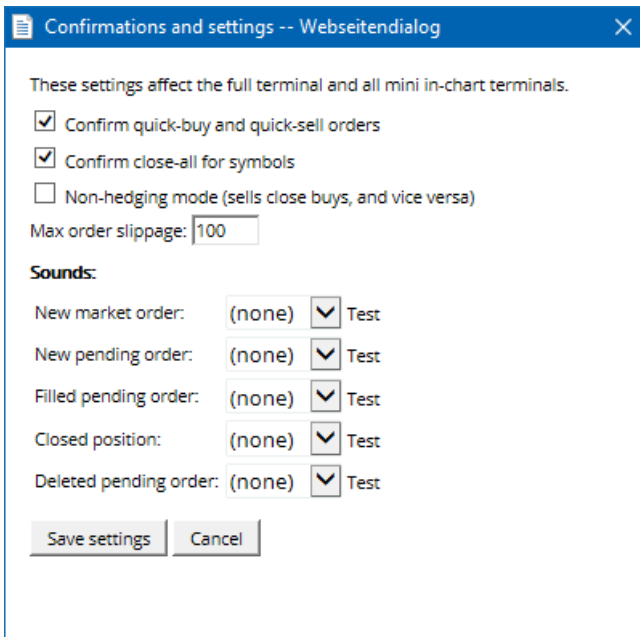 Confirmations and settings -- Webseitendialog
These settings affect the full terminal and all mini in-chart terminals.
Confirm quick-buy and quick-sell orders
Confirm close-all for symbols
Non-hedging mode (sells close buys, and vice versa)
Max order slippage: 100
Sounds:
New market order: (none) Test
New pending order: (none) Test
Filled pending order: (none) Test
Closed position: (none) Test
Deleted pending order: (none) Test
Save settings Cancel